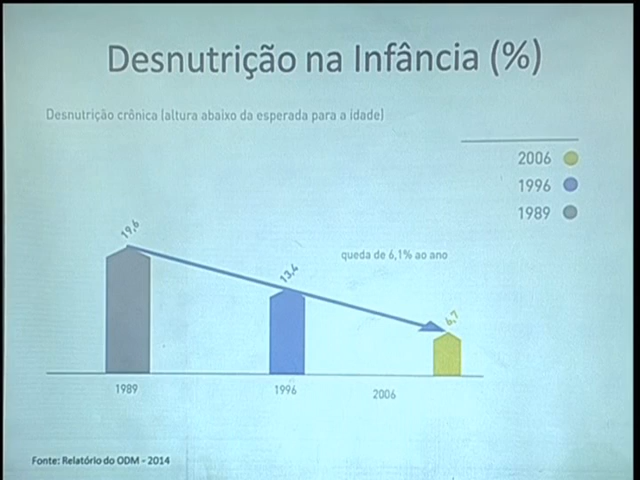 Desnutrição na Infância (%)
Desnutrição crônica (altura abaixo da esperada para a idade)
2006
1996
1989
19,6
queda de 6,1% ao ano
13,4
6,7
1989
1996
2006
Fonte: Relatório do ODM - 2014